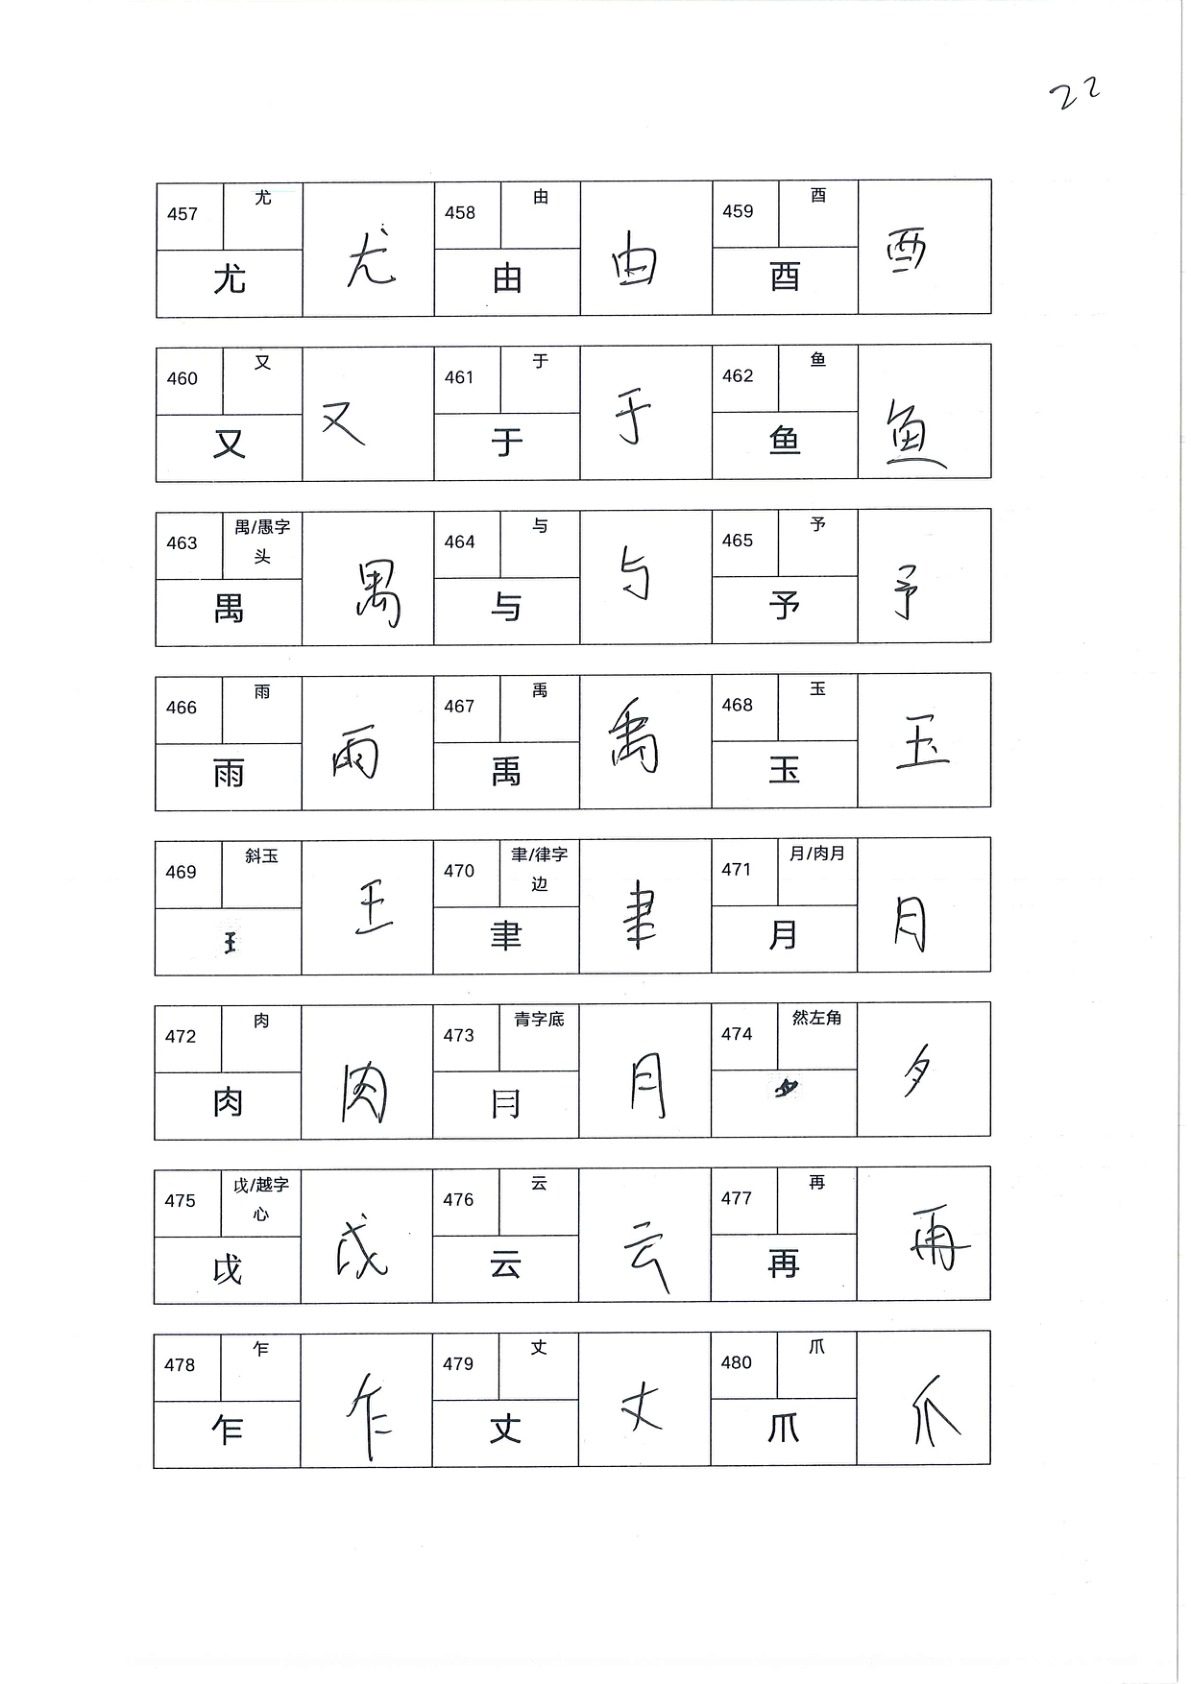 22
457 尤 尤 尤 458 由 由 由 459 酉 酉 酉
460 又 又 又 461 于 于 于 462 鱼 鱼 鱼
463 禺/愚字头 禺 禺 464 与 与 与 465 予 予 予
466 雨 雨 雨 467 禹 禹 禹 468 玉 玉 玉
469 斜玉 𤣩 王 470 聿/律字边 聿 聿 471 月/肉月 月 月
472 肉 肉 肉 473 青字底 ⺝ 月 474 然左角 夕
475 戉/越字心 戉 戉 476 云 云 云 477 再 再 再
478 乍 乍 乍 479 丈 丈 丈 480 爪 爪 爪